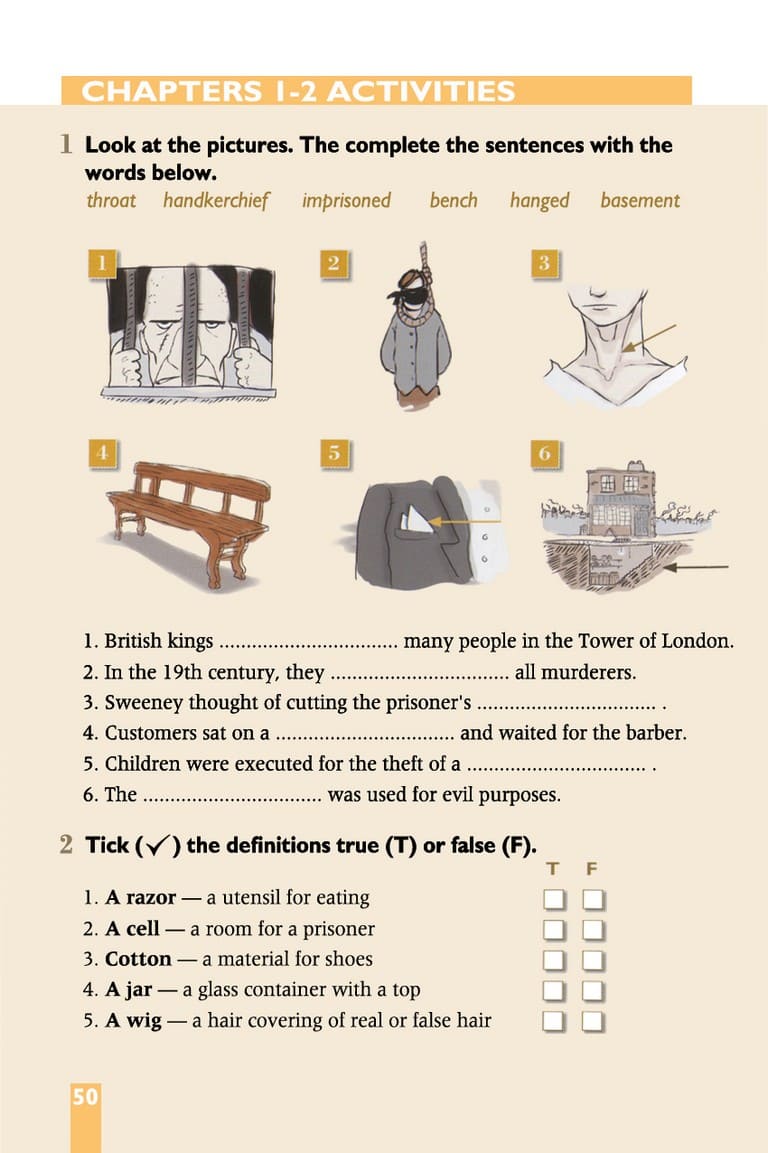 CHAPTERS 1-2 ACTIVITIES
1 Look at the pictures. The complete the sentences with the
words below.
throat handkerchief imprisoned bench hanged basement
1 2 3
4 5 6
1. British kings ................................. many people in the Tower of London.
2. In the 19th century, they ................................. all murderers.
3. Sweeney thought of cutting the prisoner's ................................. .
4. Customers sat on a ................................. and waited for the barber.
5. Children were executed for the theft of a ................................. .
6. The ................................. was used for evil purposes.
2 Tick (✓) the definitions true (T) or false (F).
T F
1. A razor — a utensil for eating
2. A cell — a room for a prisoner
3. Cotton — a material for shoes
4. A jar — a glass container with a top
5. A wig — a hair covering of real or false hair
50